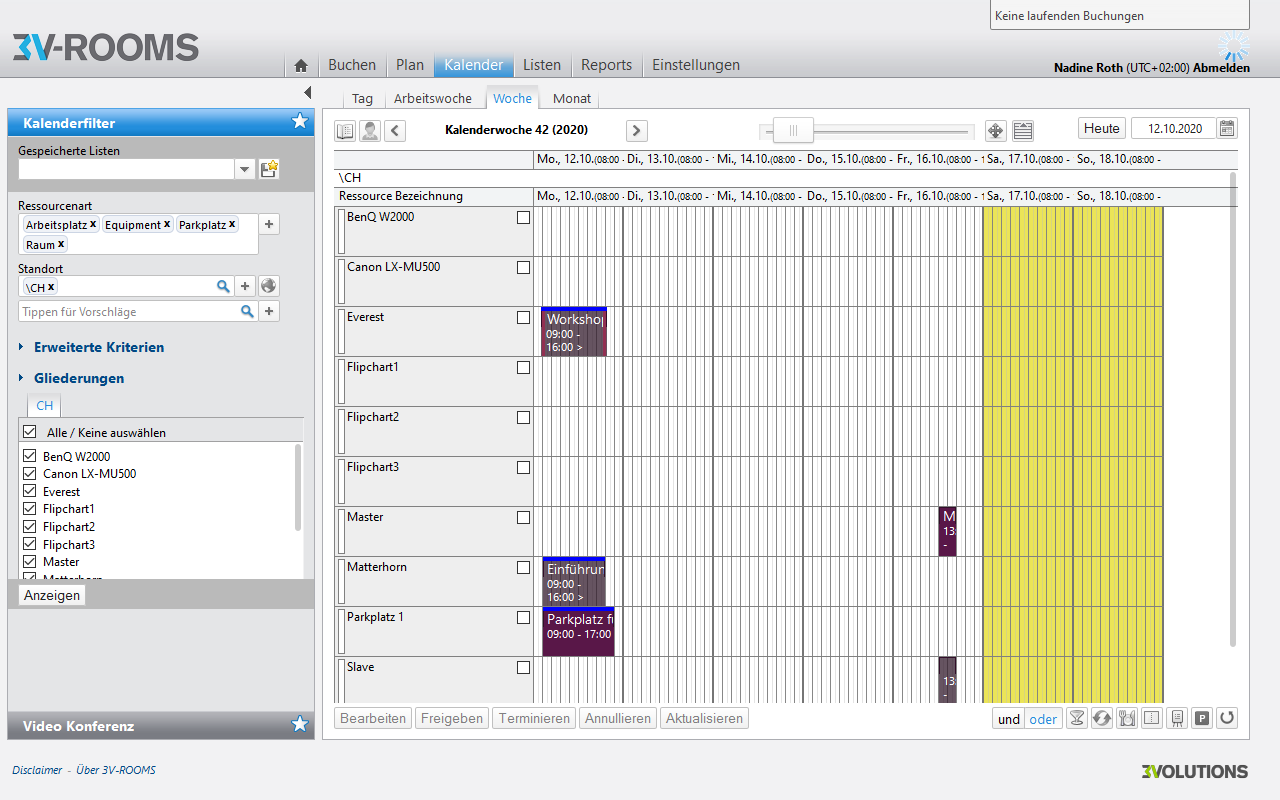 Keine laufenden Buchungen
3V-ROOMS
Buchen Plan Kalender Listen Reports Einstellungen
Nadine Roth (UTC+02:00) Abmelden
Tag Arbeitswoche Woche Monat
Kalenderfilter
Gespeicherte Listen
Ressourcenart
Arbeitsplatz x Equipment x Parkplatz x
Raum x
Standort
\CH x
Tippen für Vorschläge
Erweiterte Kriterien
Gliederungen
CH
Alle / Keine auswählen
BenQ W2000
Canon LX-MU500
Everest
Flipchart1
Flipchart2
Flipchart3
Master
Matterhorn
Anzeigen
Video Konferenz
Kalenderwoche 42 (2020)
Heute 12.10.2020
Mo., 12.10.(08:00 - Di., 13.10.(08:00 - Mi., 14.10.(08:00 - Do., 15.10.(08:00 - Fr., 16.10.(08:00 - Sa., 17.10.(08:00 - So., 18.10.(08:00 -
\CH
Ressource Bezeichnung Mo., 12.10.(08:00 - Di., 13.10.(08:00 - Mi., 14.10.(08:00 - Do., 15.10.(08:00 - Fr., 16.10.(08:00 - Sa., 17.10.(08:00 - So., 18.10.(08:00 -
BenQ W2000
Canon LX-MU500
Everest
Workshop
09:00 -
16:00 >
Flipchart1
Flipchart2
Flipchart3
Master
M
13:
-
Matterhorn
Einführun
09:00 -
16:00 >
Parkplatz 1
Parkplatz f
09:00 - 17:00
Slave
13:
-
Bearbeiten Freigeben Terminieren Annullieren Aktualisieren
und oder
P
Disclaimer - Über 3V-ROOMS
3VOLUTIONS